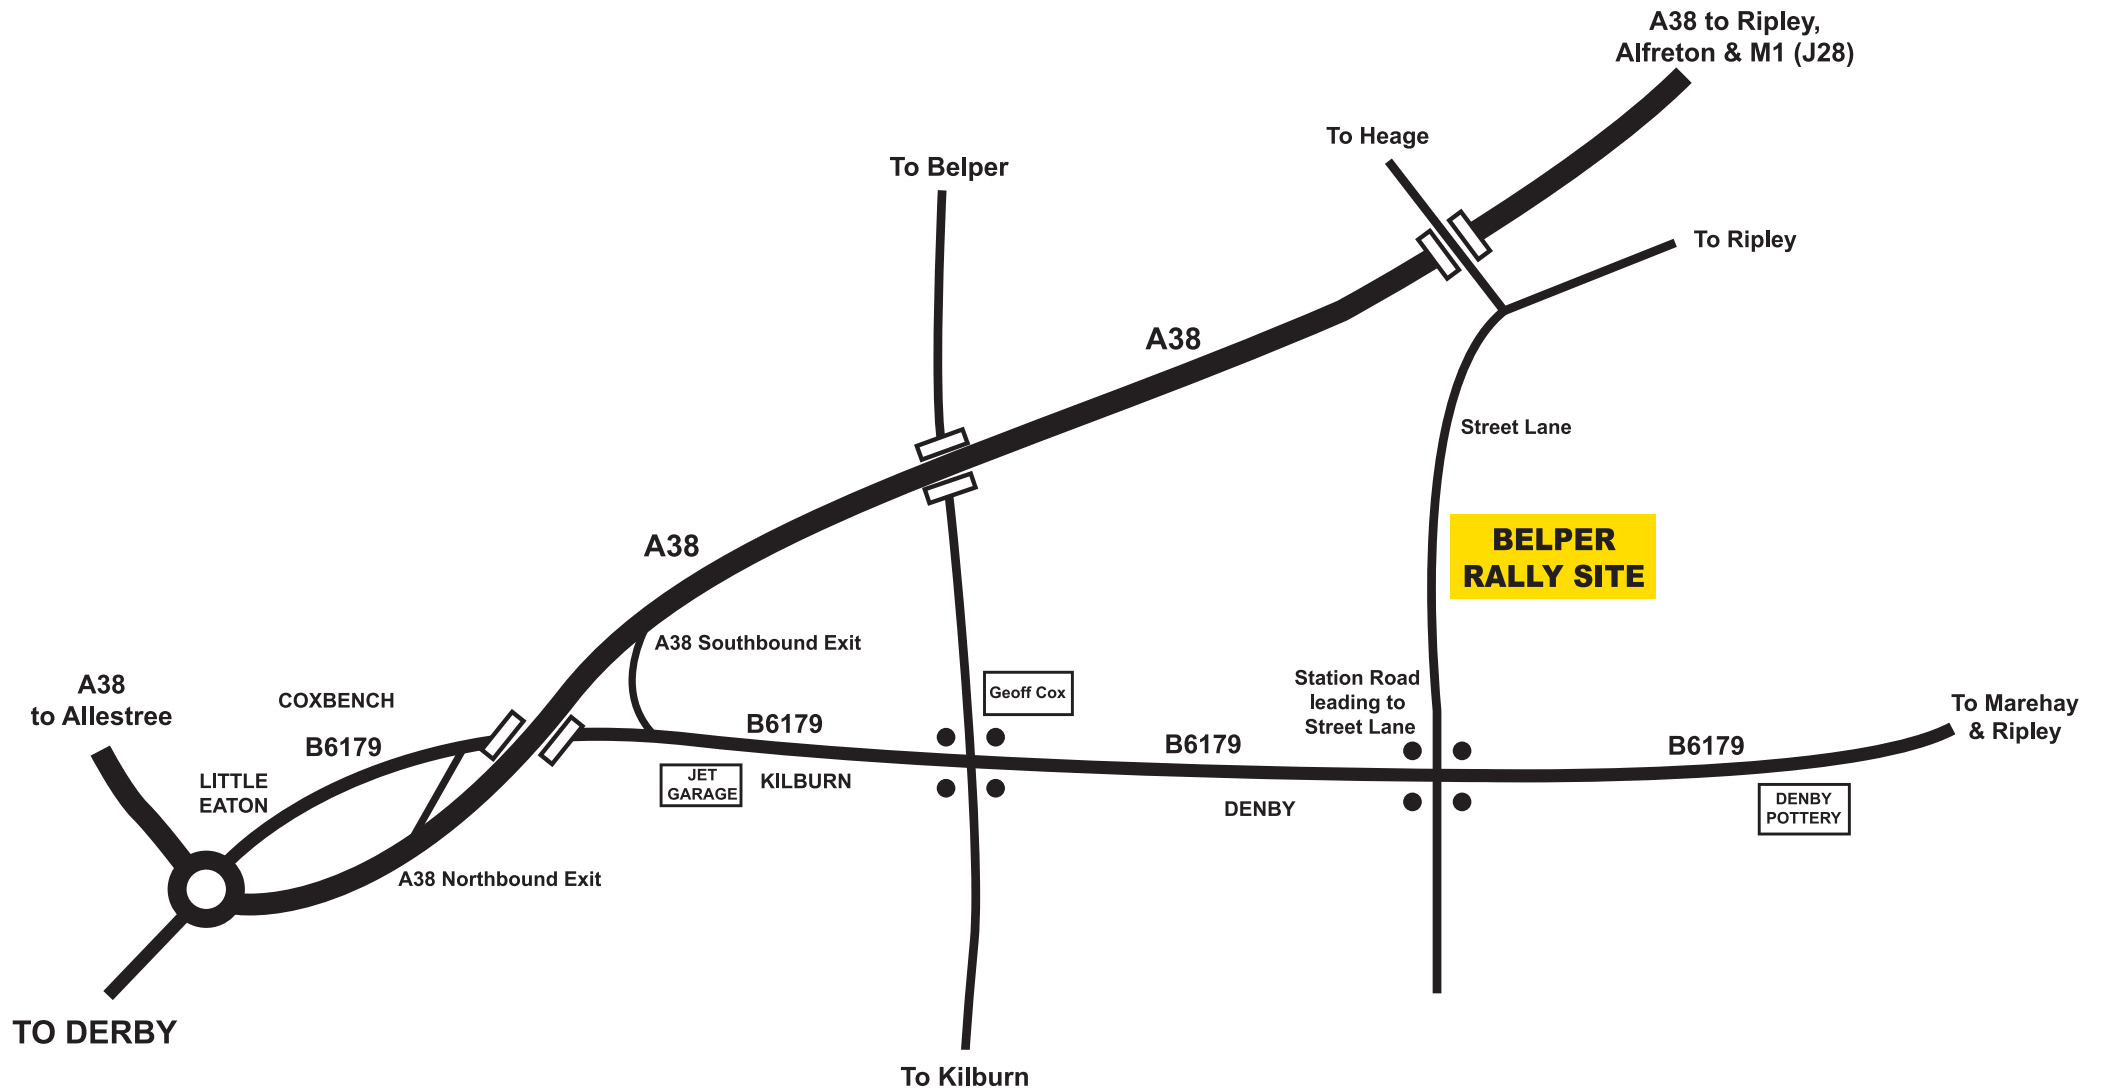 A38 to Ripley,
Alfreton & M1 (J28)
To Heage
To Belper
To Ripley
A38
Street Lane
BELPER
RALLY SITE
A38
A38 Southbound Exit
A38
to Allestree
COXBENCH
B6179
LITTLE
EATON
A38 Northbound Exit
TO DERBY
Geoff Cox
B6179
JET
GARAGE
KILBURN
Station Road
leading to
Street Lane
B6179
DENBY
B6179
To Marehay
& Ripley
DENBY
POTTERY
To Kilburn